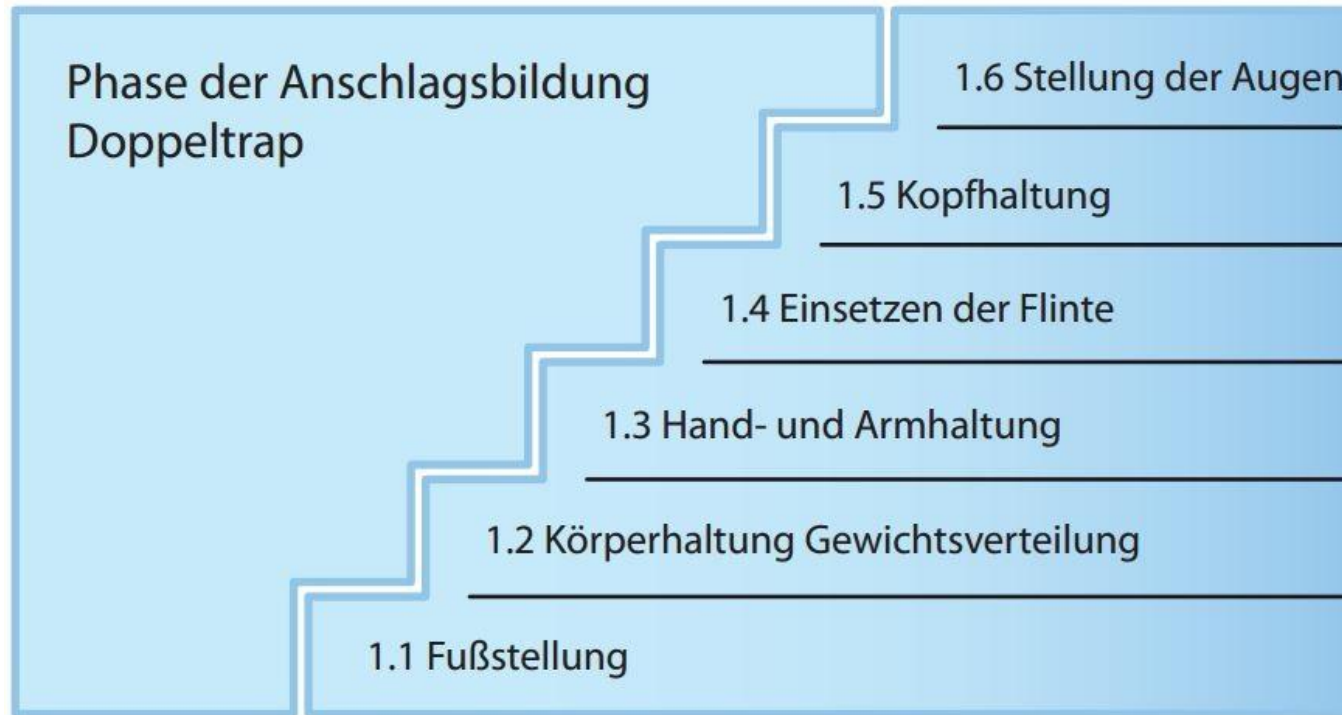 Phase der Anschlagsbildung
Doppeltrap
1.6 Stellung der Augen
1.5 Kopfhaltung
1.4 Einsetzen der Flinte
1.3 Hand- und Armhaltung
1.2 Körperhaltung Gewichtsverteilung
1.1 Fußstellung